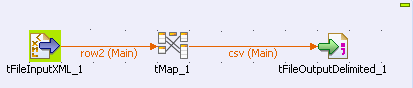 row2 (Main)
csv (Main)
tFileInputXML_1
tMap_1
tFileOutputDelimited_1